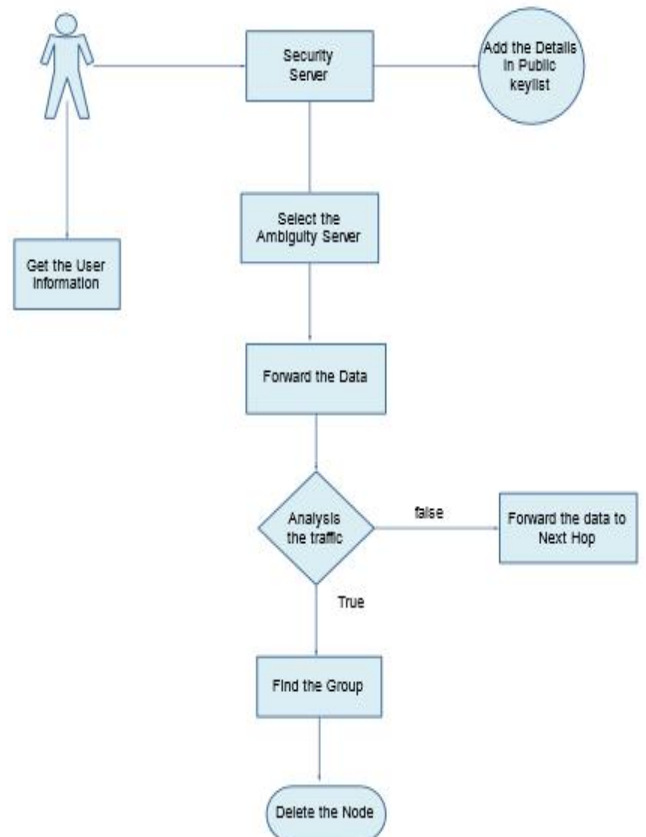 Security
Server
Add the Details
in Public
keylist
Select the
Ambiguity Server
Get the User
Information
Forward the Data
Analysis
the traffic
false
Forward the data to
Next Hop
True
Find the Group
Delete the Node